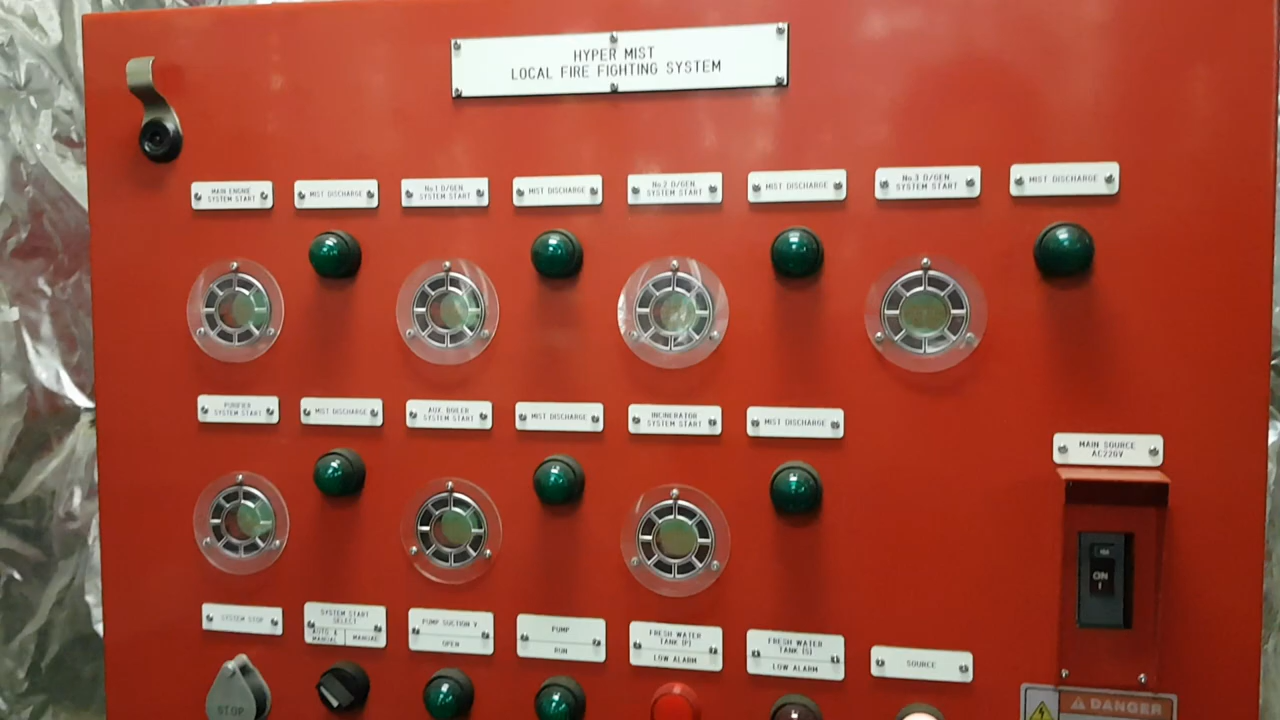 HYPER MIST
LOCAL FIRE FIGHTING SYSTEM
MAIN ENGINE
SYSTEM START
MIST DISCHARGE
No.1 D/GEN
SYSTEM START
MIST DISCHARGE
No.2 D/GEN
SYSTEM START
MIST DISCHARGE
No.3 D/GEN
SYSTEM START
MIST DISCHARGE
PURIFIER
SYSTEM START
MIST DISCHARGE
AUX. BOILER
SYSTEM START
MIST DISCHARGE
INCINERATOR
SYSTEM START
MIST DISCHARGE
MAIN SOURCE
AC220V
ON
I
SYSTEM STOP
SYSTEM START
SELECT
AUTO &
MANUAL
MANUAL
PUMP SUCTION V
OPEN
PUMP
RUN
FRESH WATER
TANK (P)
LOW ALARM
FRESH WATER
TANK (S)
LOW ALARM
SOURCE
STOP
DANGER